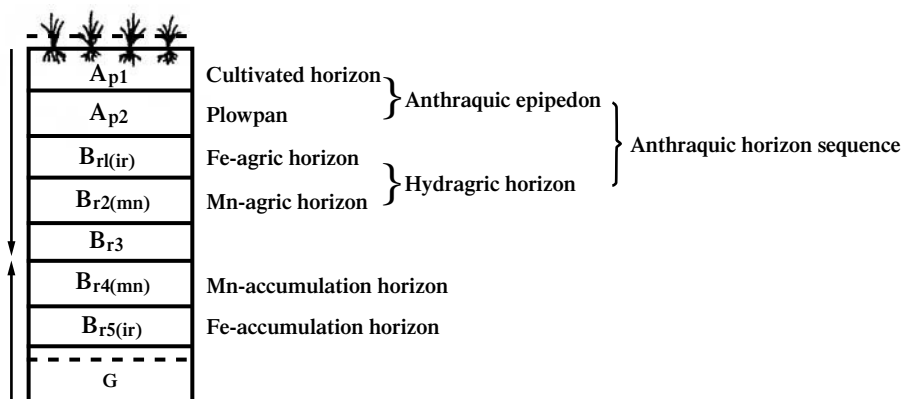 Ap1 Cultivated horizon
Anthraquic epipedon
Ap2 Plowpan
Anthraquic horizon sequence
Brl(ir) Fe-agric horizon
Hydragric horizon
Br2(mn) Mn-agric horizon
Br3
Br4(mn) Mn-accumulation horizon
Br5(ir) Fe-accumulation horizon
G